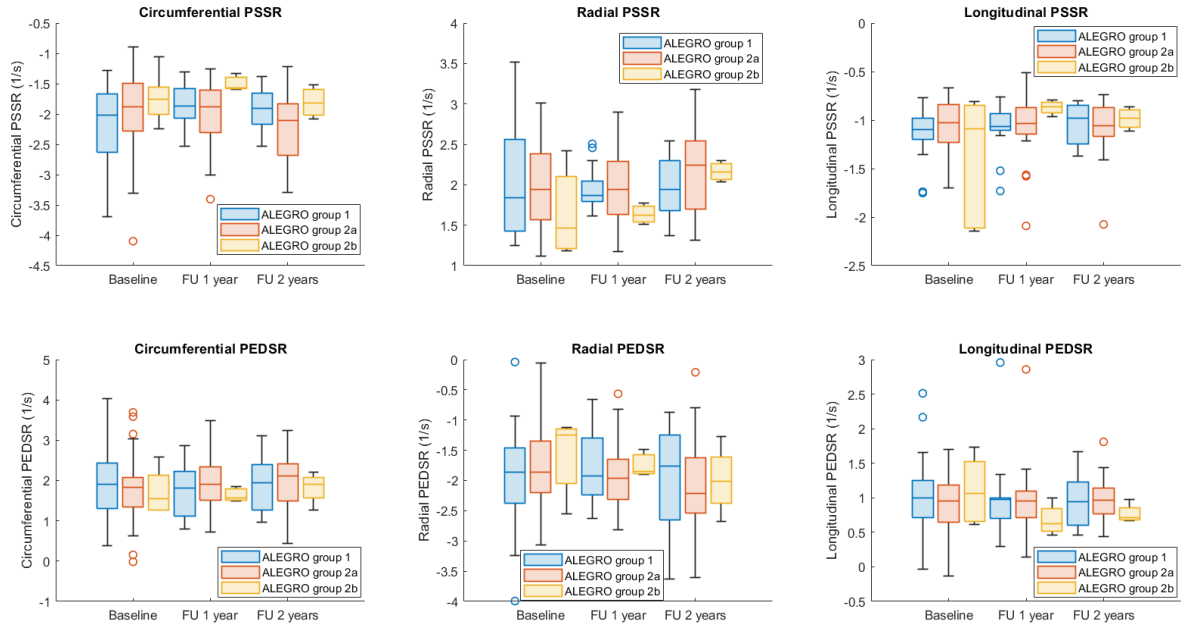 Circumferential PSSR
-0.5
-1
-1.5
-2
-2.5
-3
-3.5
-4
-4.5
Circumferential PSSR (1/s)
ALEGRO group 1
ALEGRO group 2a
ALEGRO group 2b
Baseline FU 1 year FU 2 years
Radial PSSR
4
3.5
3
2.5
2
1.5
1
Radial PSSR (1/s)
ALEGRO group 1
ALEGRO group 2a
ALEGRO group 2b
Baseline FU 1 year FU 2 years
Longitudinal PSSR
0
-0.5
-1
-1.5
-2
-2.5
Longitudinal PSSR (1/s)
ALEGRO group 1
ALEGRO group 2a
ALEGRO group 2b
Baseline FU 1 year FU 2 years
Circumferential PEDSR
5
4
3
2
1
0
-1
Circumferential PEDSR (1/s)
ALEGRO group 1
ALEGRO group 2a
ALEGRO group 2b
Baseline FU 1 year FU 2 years
Radial PEDSR
0
-0.5
-1
-1.5
-2
-2.5
-3
-3.5
-4
Radial PEDSR (1/s)
ALEGRO group 1
ALEGRO group 2a
ALEGRO group 2b
Baseline FU 1 year FU 2 years
Longitudinal PEDSR
3
2.5
2
1.5
1
0.5
0
-0.5
Longitudinal PEDSR (1/s)
ALEGRO group 1
ALEGRO group 2a
ALEGRO group 2b
Baseline FU 1 year FU 2 years